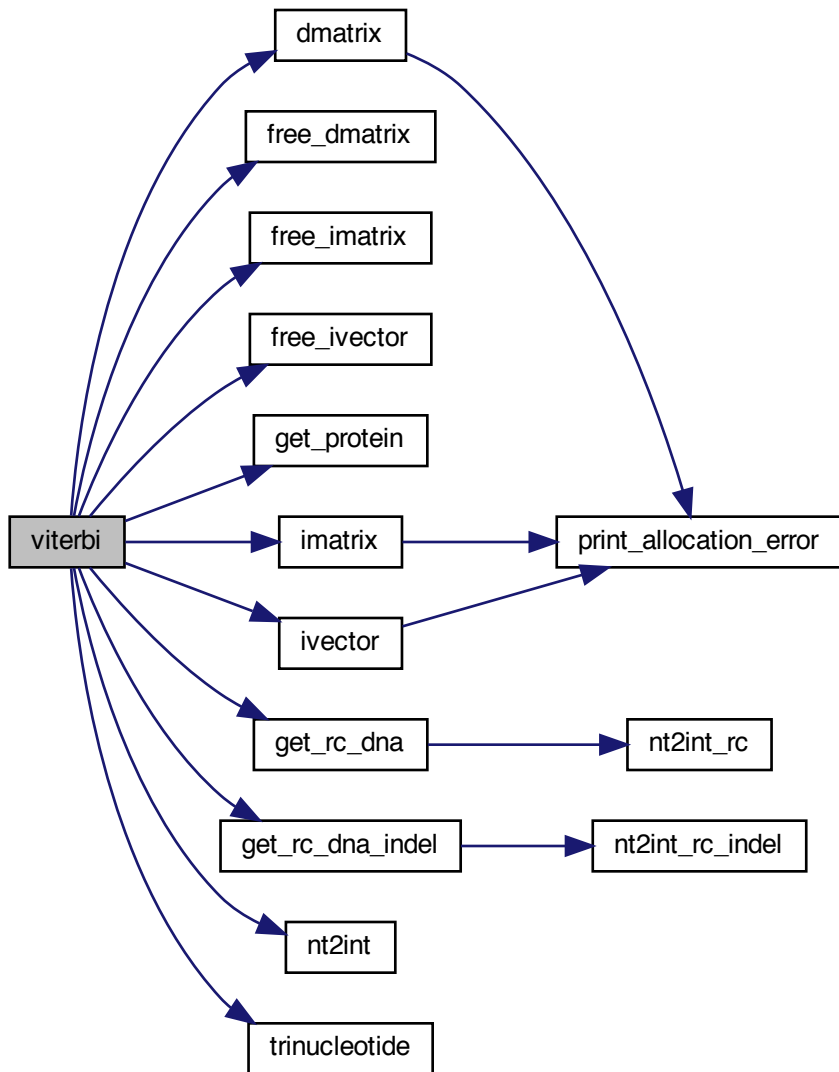 dmatrix
free_dmatrix
free_imatrix
free_ivector
get_protein
viterbi
imatrix
print_allocation_error
ivector
get_rc_dna
nt2int_rc
get_rc_dna_indel
nt2int_rc_indel
nt2int
trinucleotide